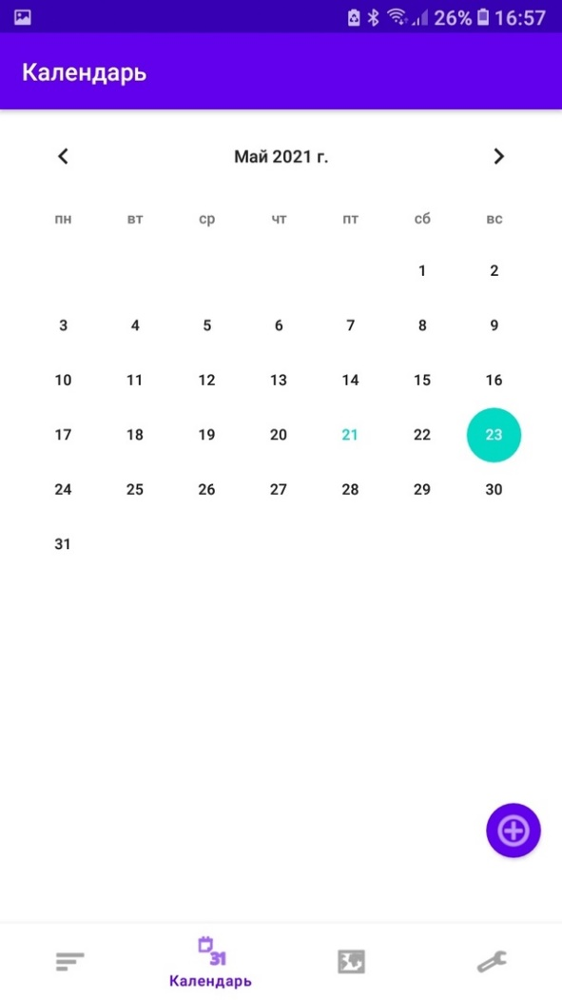 26% 16:57
Календарь
Май 2021 г.
пн вт ср чт пт сб вс
1 2
3 4 5 6 7 8 9
10 11 12 13 14 15 16
17 18 19 20 21 22 23
24 25 26 27 28 29 30
31
31
Календарь